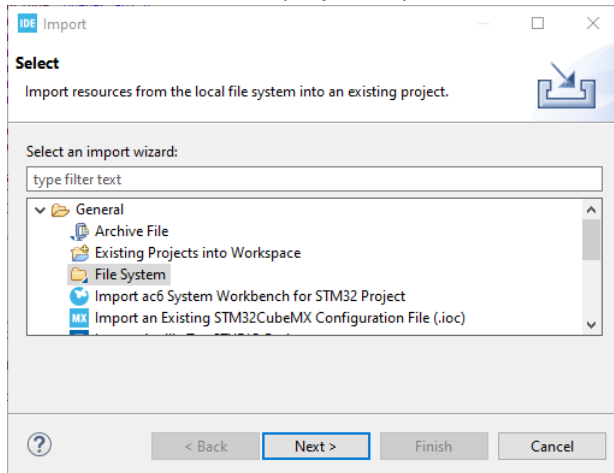 IDE Import
Select
Import resources from the local file system into an existing project.
Select an import wizard:
type filter text
General
Archive File
Existing Projects into Workspace
File System
Import ac6 System Workbench for STM32 Project
MX Import an Existing STM32CubeMX Configuration File (.ioc)
? < Back Next > Finish Cancel